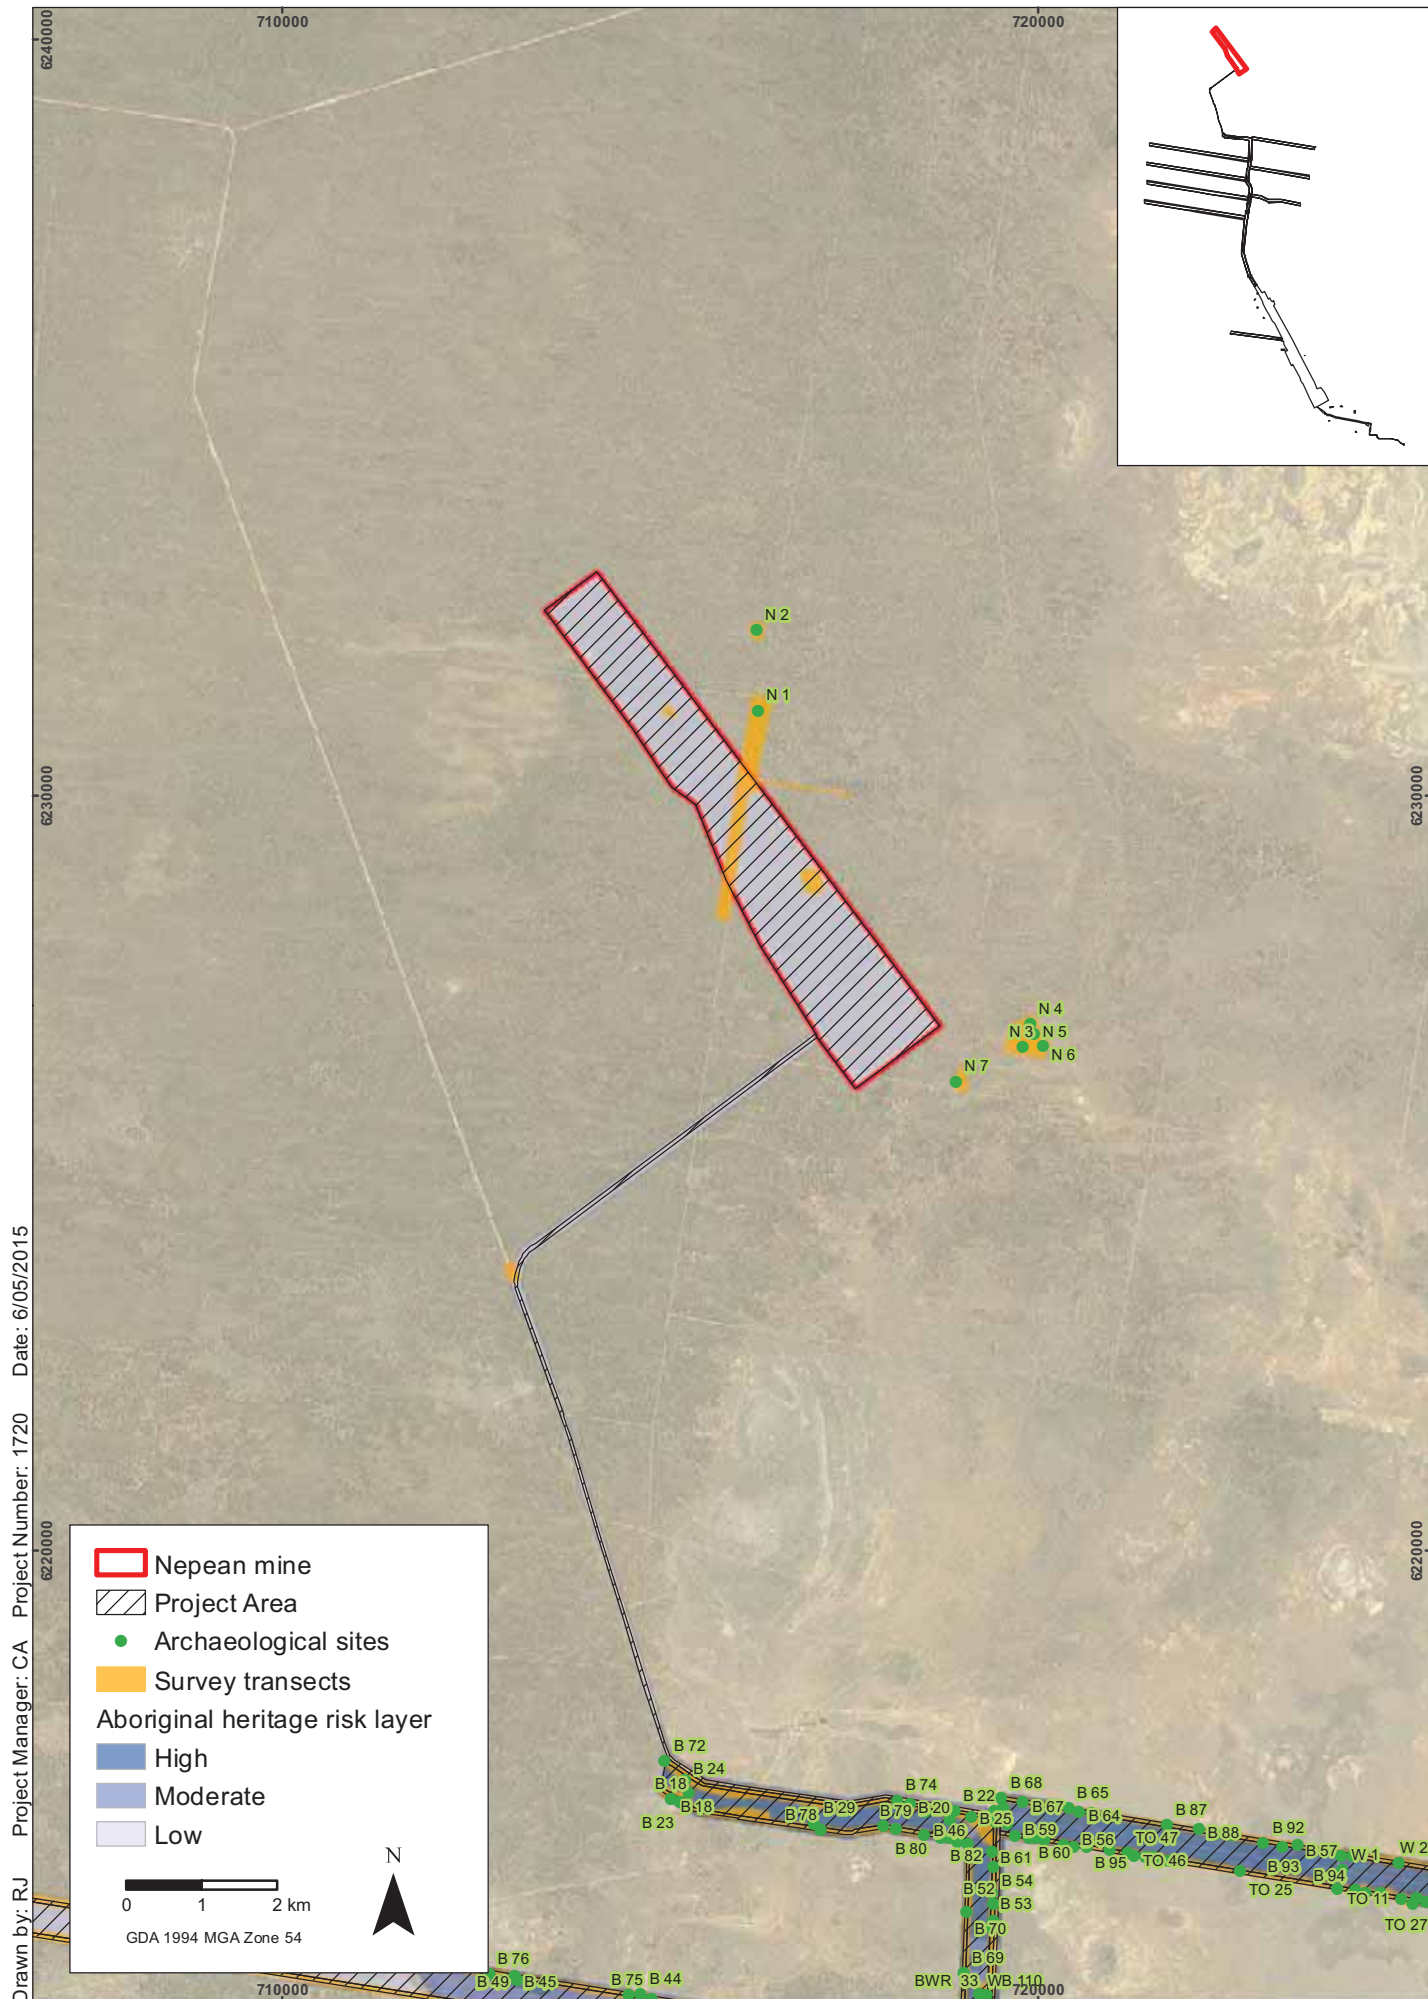 710000
720000
6240000
N 2
N 1
6230000
6230000
N 4
N 3
N 5
N 6
N 7
6220000
6220000
Nepean mine
Project Area
Archaeological sites
Survey transects
Aboriginal heritage risk layer
High
Moderate
Low
N
0 1 2 km
GDA 1994 MGA Zone 54
B 72
B 24
B 18
B 18
B 23
B 74
B 78
B 29
B 79
B 20
B 22
B 68
B 25
B 67
B 65
B 64
B 46
B 80
B 82
B 59
B 60
B 56
B 95
TO 47
TO 46
B 87
B 88
B 92
B 57
B 93
B 94
W 1
W 2
TO 25
TO 11
TO 27
B 61
B 54
B 52
B 53
B 70
B 69
BWR 33
WB 110
B 76
B 49
B 45
B 75
B 44
710000
720000
Drawn by: RJ Project Manager: CA Project Number: 1720 Date: 6/05/2015